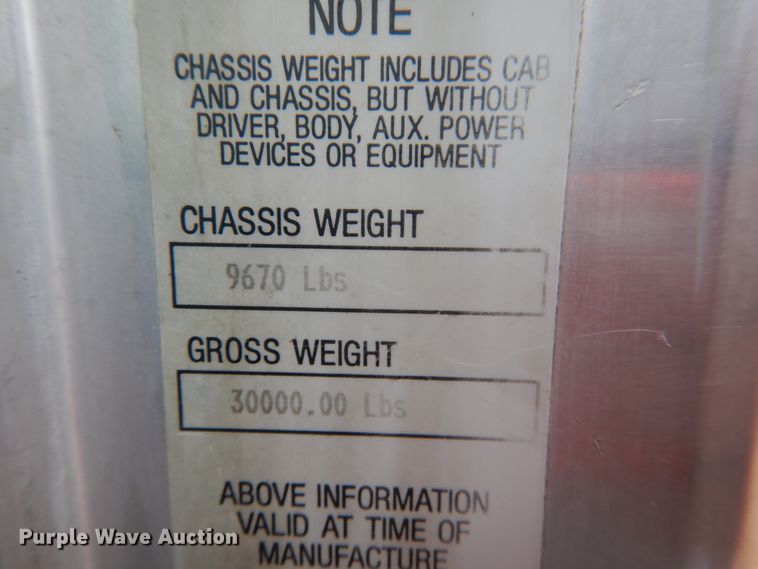 NOTE
CHASSIS WEIGHT INCLUDES CAB
AND CHASSIS, BUT WITHOUT
DRIVER, BODY, AUX. POWER
DEVICES OR EQUIPMENT
CHASSIS WEIGHT
9670 Lbs
GROSS WEIGHT
30000.00 Lbs
ABOVE INFORMATION
VALID AT TIME OF
MANUFACTURE
Purple Wave Auction